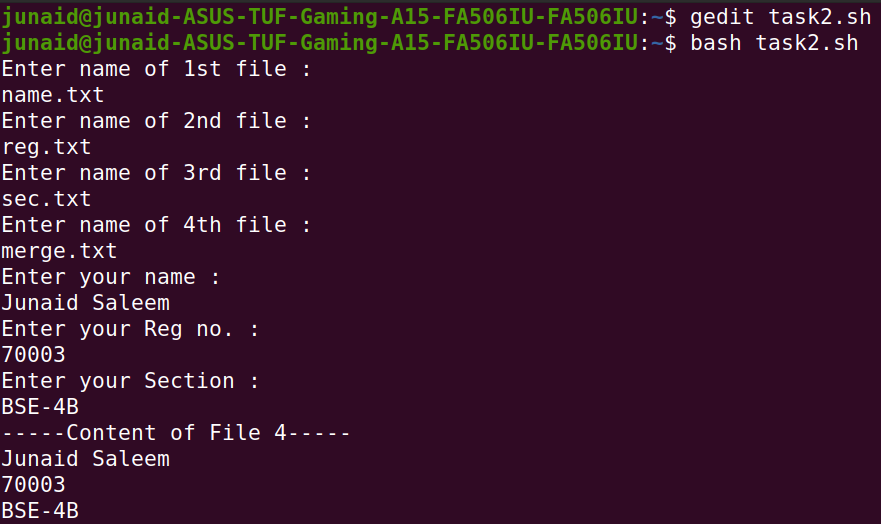 junaid@junaid-ASUS-TUF-Gaming-A15-FA506IU-FA506IU:~$ gedit task2.sh
junaid@junaid-ASUS-TUF-Gaming-A15-FA506IU-FA506IU:~$ bash task2.sh
Enter name of 1st file :
name.txt
Enter name of 2nd file :
reg.txt
Enter name of 3rd file :
sec.txt
Enter name of 4th file :
merge.txt
Enter your name :
Junaid Saleem
Enter your Reg no. :
70003
Enter your Section :
BSE-4B
-----Content of File 4-----
Junaid Saleem
70003
BSE-4B